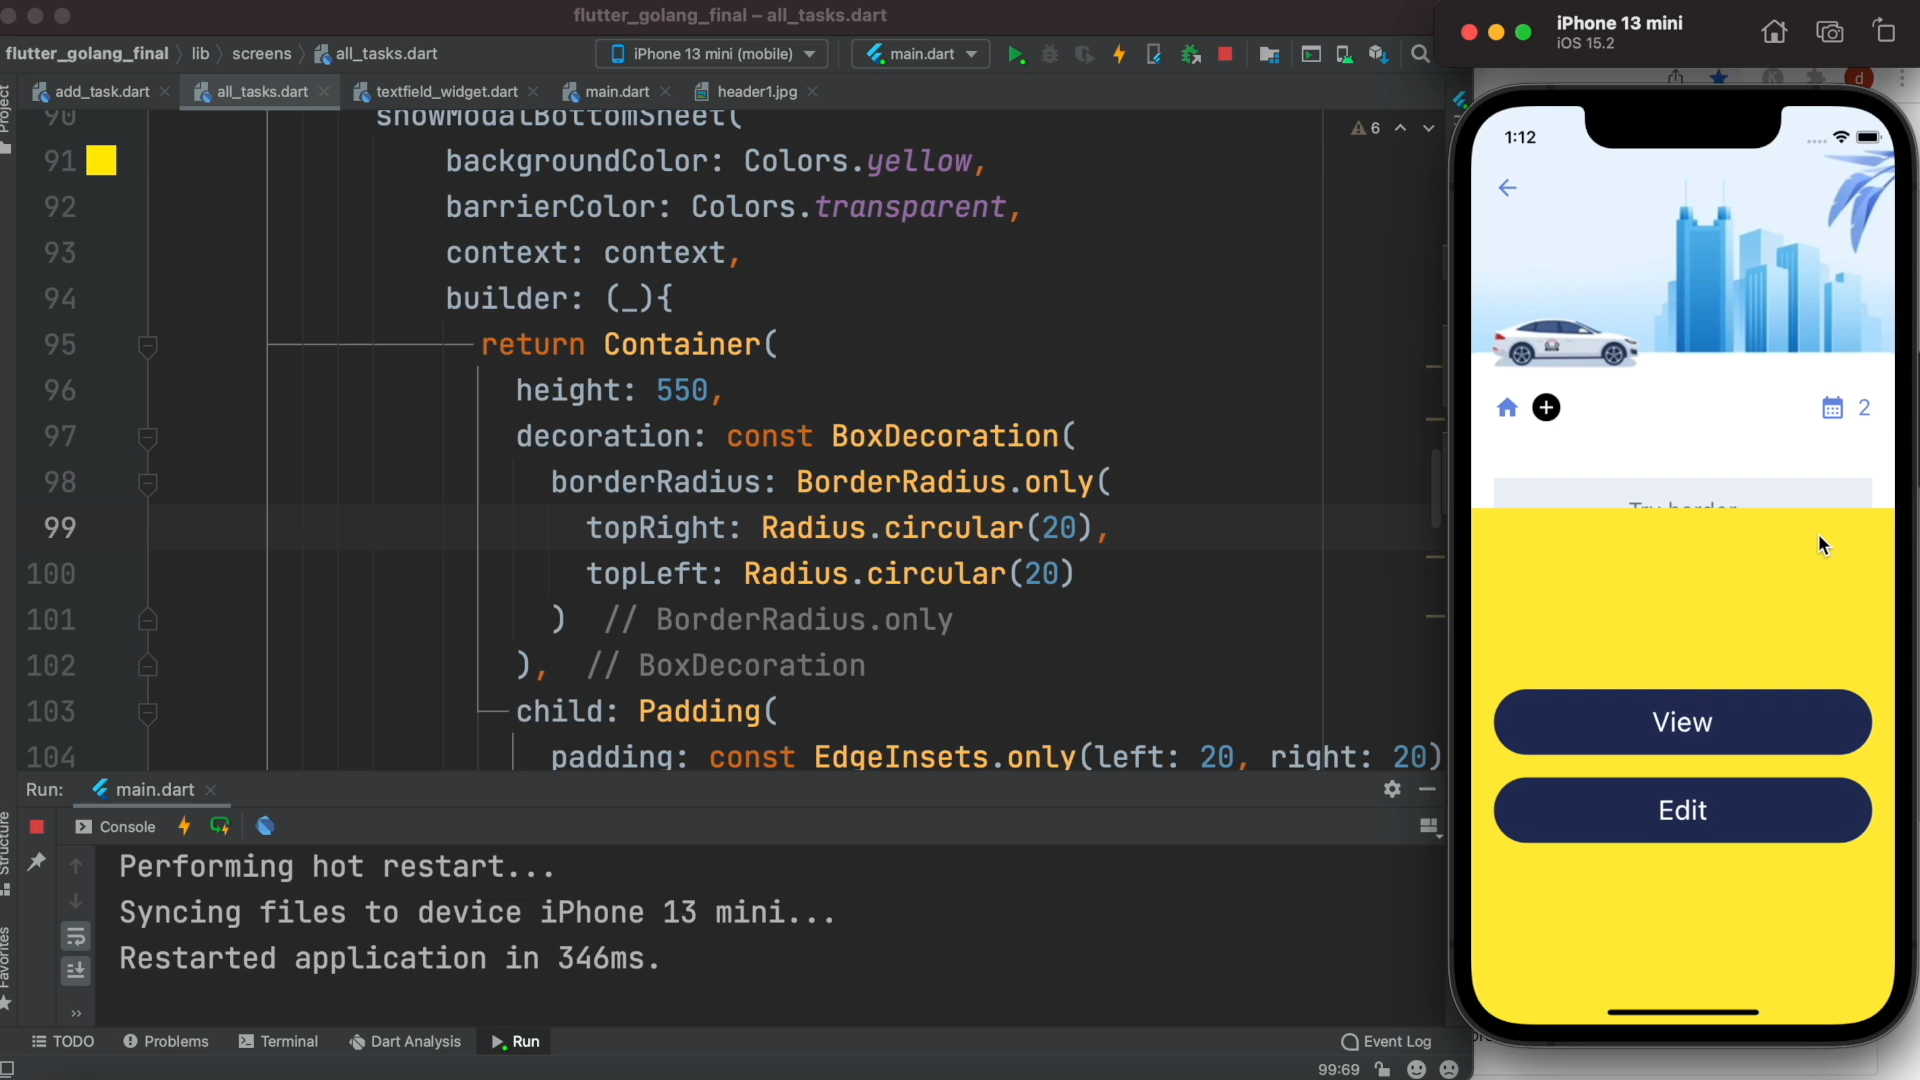 flutter_golang_final – all_tasks.dart
flutter_golang_final
lib
screens
all_tasks.dart
iPhone 13 mini (mobile)
main.dart
iPhone 13 mini
iOS 15.2
add_task.dart
all_tasks.dart
textfield_widget.dart
main.dart
header1.jpg
K
d
Project
6
90 showModalBottomSheet(
91 backgroundColor: Colors.yellow,
92 barrierColor: Colors.transparent,
93 context: context,
94 builder: (_){
95 return Container(
96 height: 550,
97 decoration: const BoxDecoration(
98 borderRadius: BorderRadius.only(
99 topRight: Radius.circular(20),
100 topLeft: Radius.circular(20)
101 ) // BorderRadius.only
102 ), // BoxDecoration
103 child: Padding(
104 padding: const EdgeInsets.only(left: 20, right: 20)
1:12
2
Try harder
View
Edit
Run:
main.dart
Console
Structure
Favorites
Performing hot restart...
Syncing files to device iPhone 13 mini...
Restarted application in 346ms.
TODO
Problems
Terminal
Dart Analysis
Run
Event Log
99:69